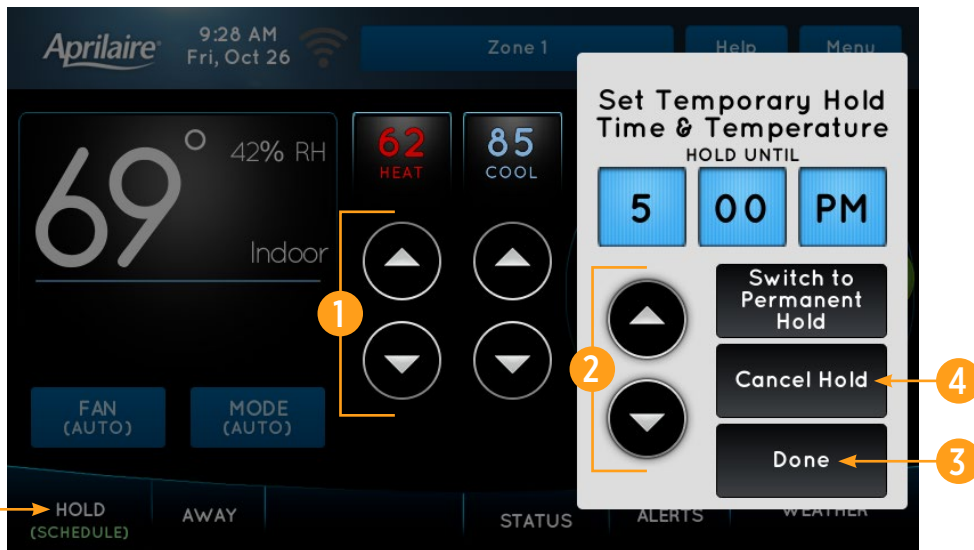 Aprilaire
9:28 AM
Fri, Oct 26
Zone 1
Help
Menu
69°
42% RH
Indoor
62
HEAT
85
COOL
Set Temporary Hold
Time & Temperature
HOLD UNTIL
5
00
PM
Switch to
Permanent
Hold
Cancel Hold
Done
1
2
4
3
FAN
(AUTO)
MODE
(AUTO)
HOLD
(SCHEDULE)
AWAY
STATUS
ALERTS
WEATHER